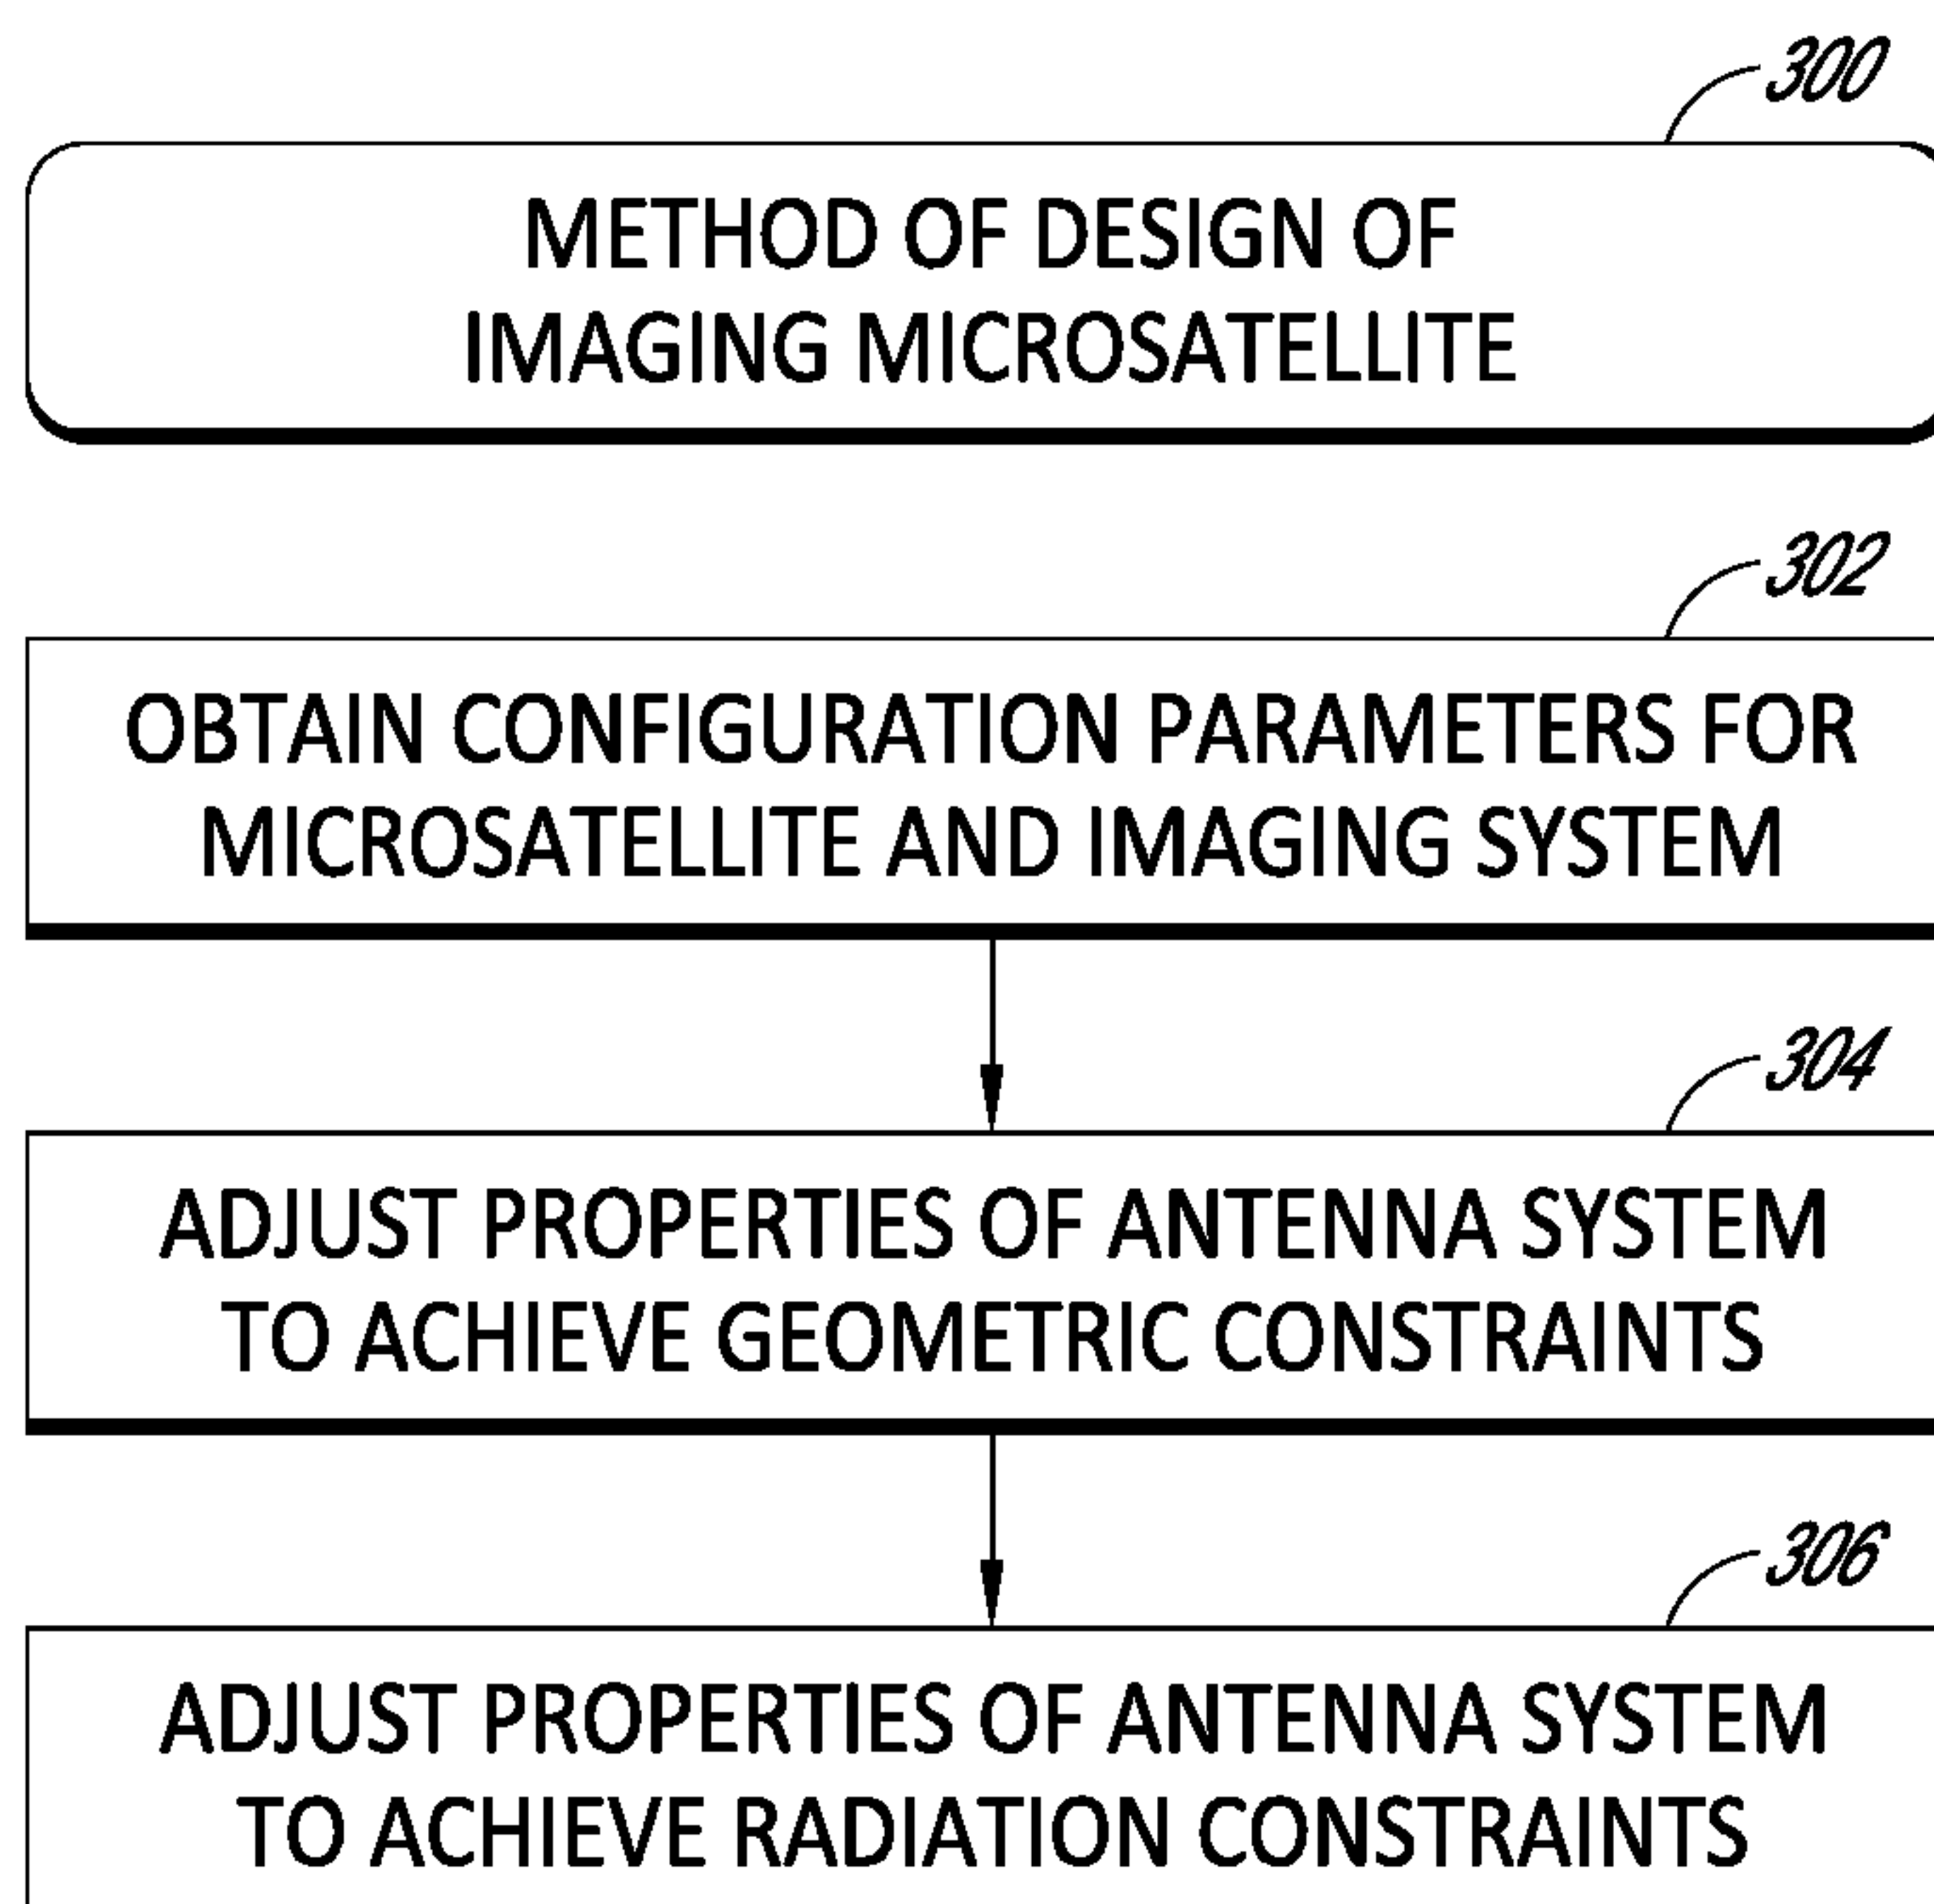 300
METHOD OF DESIGN OF
IMAGING MICROSATELLITE
302
OBTAIN CONFIGURATION PARAMETERS FOR
MICROSATELLITE AND IMAGING SYSTEM
304
ADJUST PROPERTIES OF ANTENNA SYSTEM
TO ACHIEVE GEOMETRIC CONSTRAINTS
306
ADJUST PROPERTIES OF ANTENNA SYSTEM
TO ACHIEVE RADIATION CONSTRAINTS